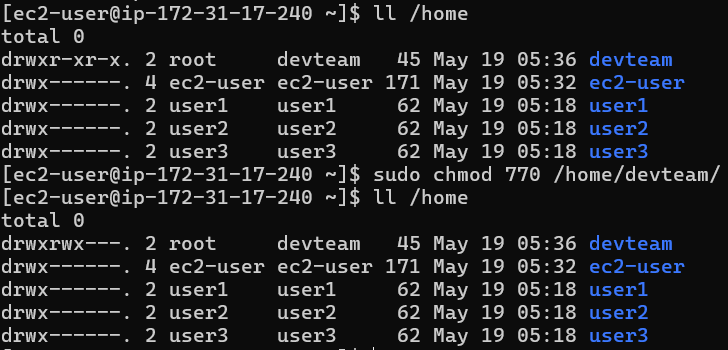 [ec2-user@ip-172-31-17-240 ~]$ ll /home
total 0
drwxr-xr-x. 2 root     devteam   45 May 19 05:36 devteam
drwx------. 4 ec2-user ec2-user 171 May 19 05:32 ec2-user
drwx------. 2 user1    user1     62 May 19 05:18 user1
drwx------. 2 user2    user2     62 May 19 05:18 user2
drwx------. 2 user3    user3     62 May 19 05:18 user3
[ec2-user@ip-172-31-17-240 ~]$ sudo chmod 770 /home/devteam/
[ec2-user@ip-172-31-17-240 ~]$ ll /home
total 0
drwxrwx---. 2 root     devteam   45 May 19 05:36 devteam
drwx------. 4 ec2-user ec2-user 171 May 19 05:32 ec2-user
drwx------. 2 user1    user1     62 May 19 05:18 user1
drwx------. 2 user2    user2     62 May 19 05:18 user2
drwx------. 2 user3    user3     62 May 19 05:18 user3